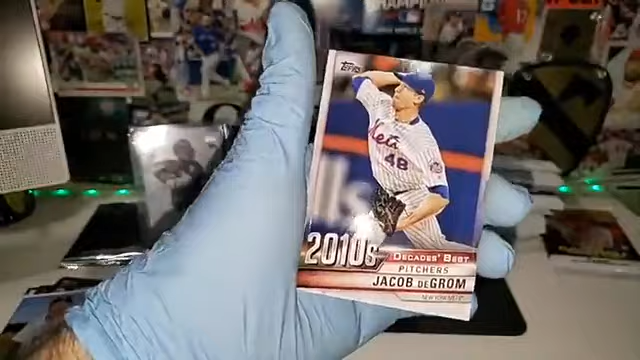 Topps
Mets
48
2010s
DECADES' BEST
PITCHERS
JACOB DEGROM
NEW YORK METS